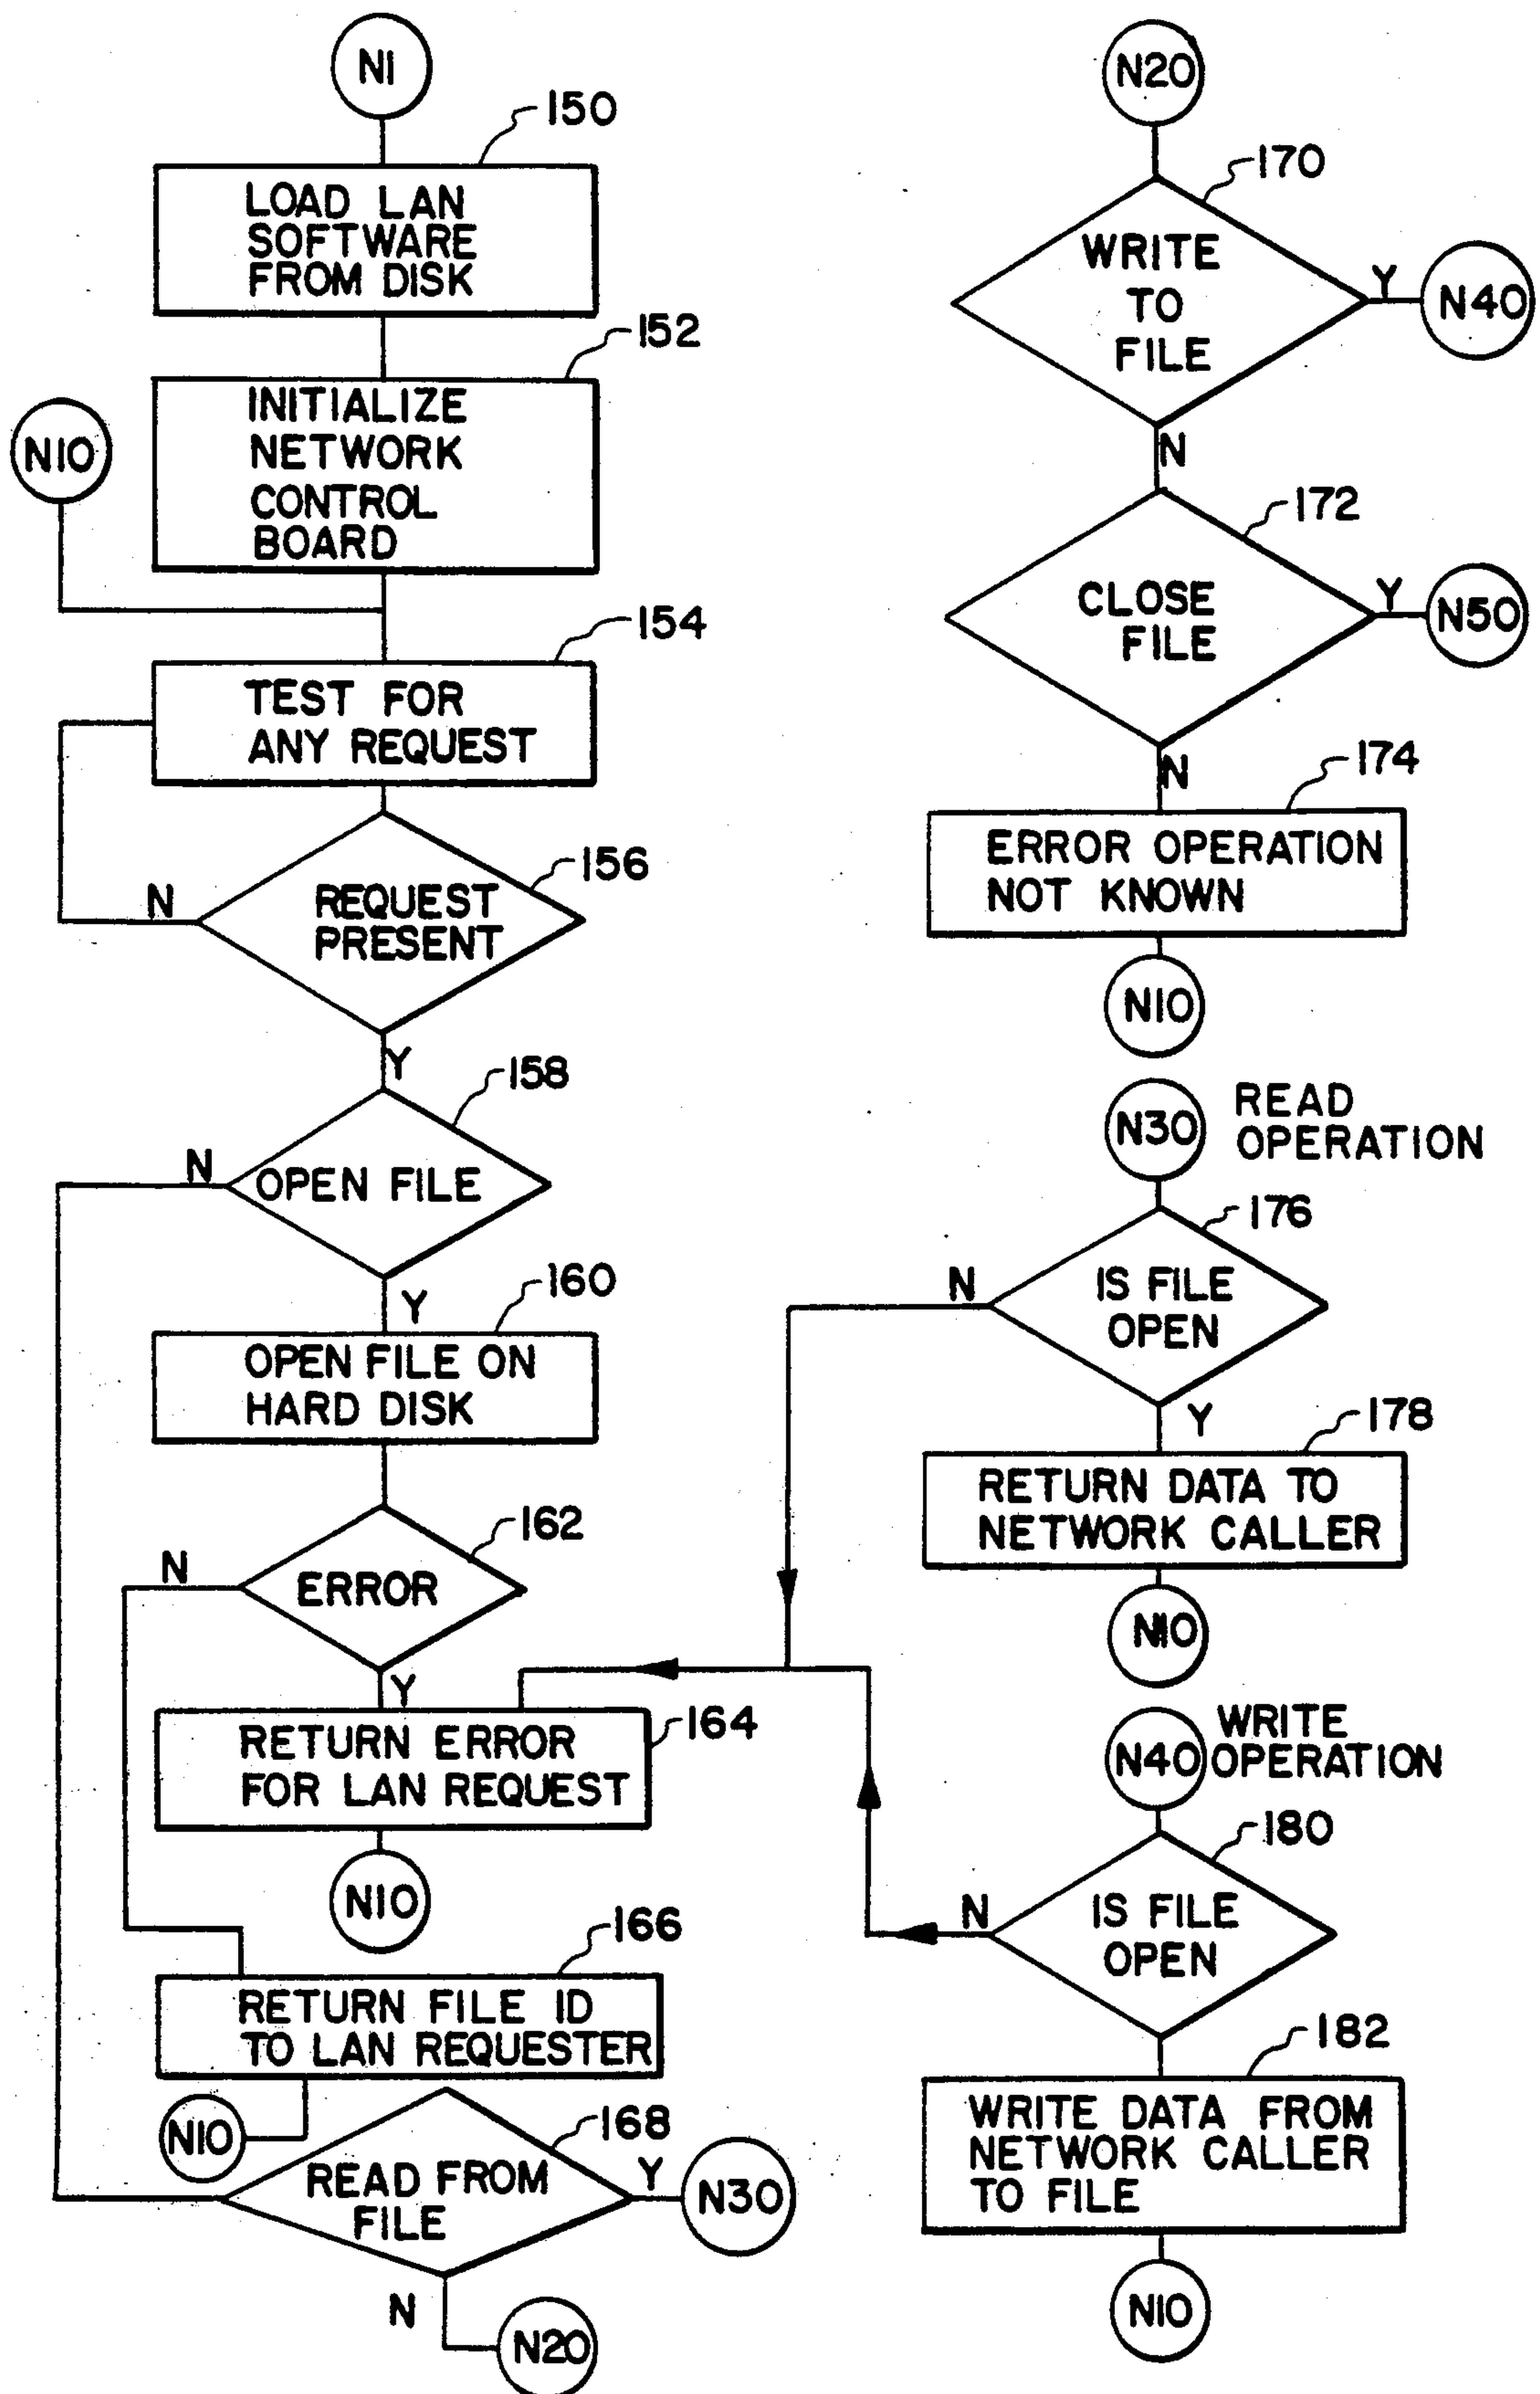 N1
150
LOAD LAN
SOFTWARE
FROM DISK
152
INITIALIZE
NETWORK
CONTROL
BOARD
N10
154
TEST FOR
ANY REQUEST
156
N
REQUEST
PRESENT
Y
158
N
OPEN FILE
Y
160
OPEN FILE ON
HARD DISK
162
N
ERROR
Y
164
RETURN ERROR
FOR LAN REQUEST
N10
166
RETURN FILE ID
TO LAN REQUESTER
N10
168
READ FROM
FILE
Y
N30
N
N20
N20
170
WRITE
TO
FILE
Y
N40
N
172
CLOSE
FILE
Y
N50
N
174
ERROR OPERATION
NOT KNOWN
N10
N30
READ
OPERATION
176
N
IS FILE
OPEN
Y
178
RETURN DATA TO
NETWORK CALLER
N10
N40
WRITE
OPERATION
180
N
IS FILE
OPEN
182
WRITE DATA FROM
NETWORK CALLER
TO FILE
N10